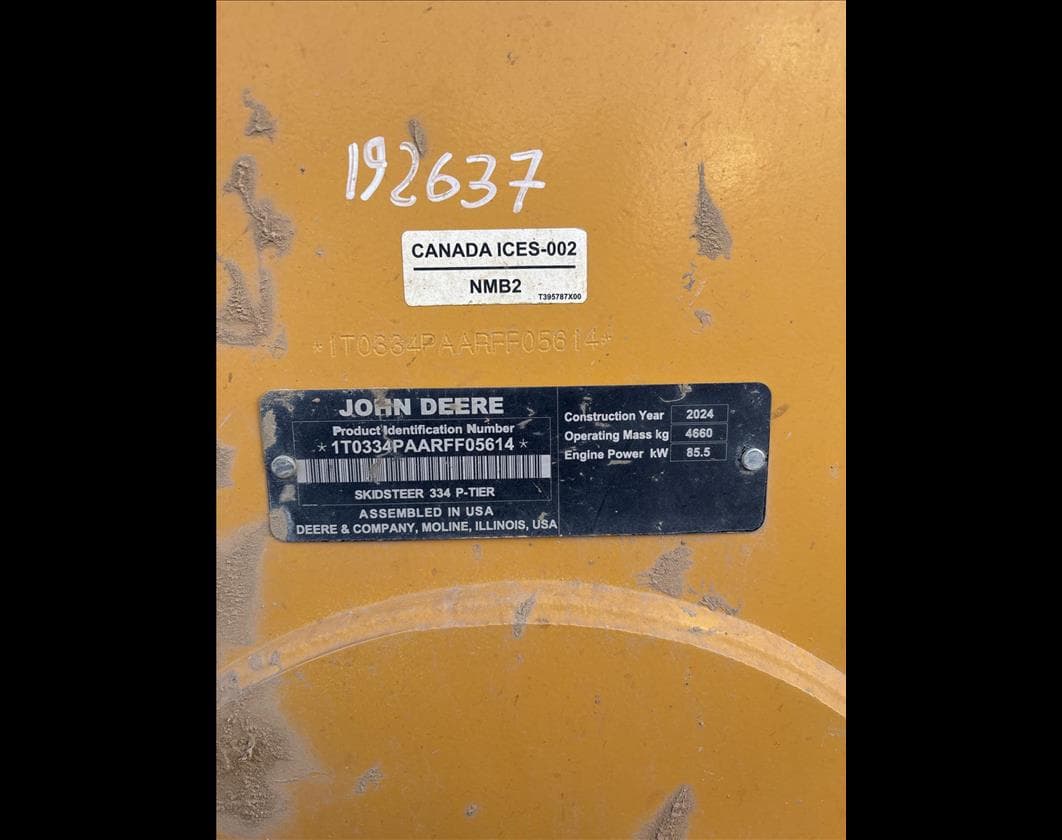 192637
CANADA ICES-002
NMB2
T395787X00
*1T0334PAARFF05614*
JOHN DEERE
Product Identification Number
*1T0334PAARFF05614*
SKIDSTEER 334 P-TIER
ASSEMBLED IN USA
DEERE & COMPANY, MOLINE, ILLINOIS, USA
Construction Year 2024
Operating Mass kg 4660
Engine Power kW 85.5